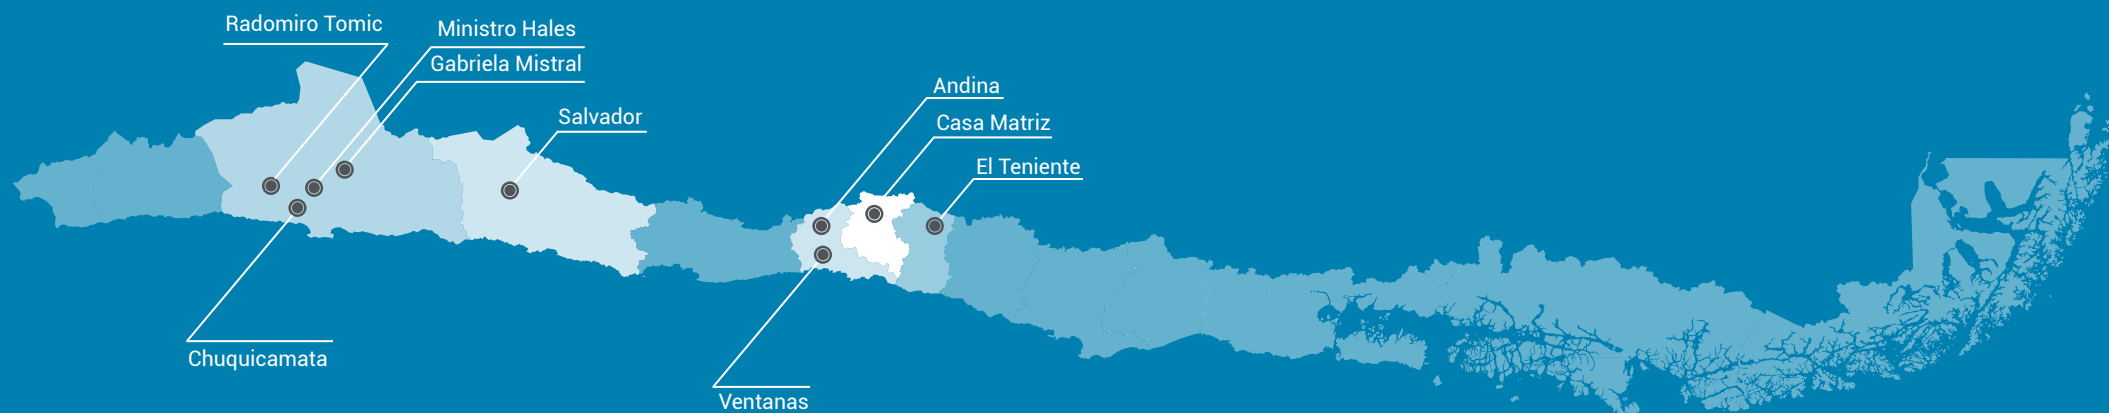 Radomiro Tomic
Ministro Hales
Gabriela Mistral
Salvador
Andina
Casa Matriz
El Teniente
Chuquicamata
Ventanas